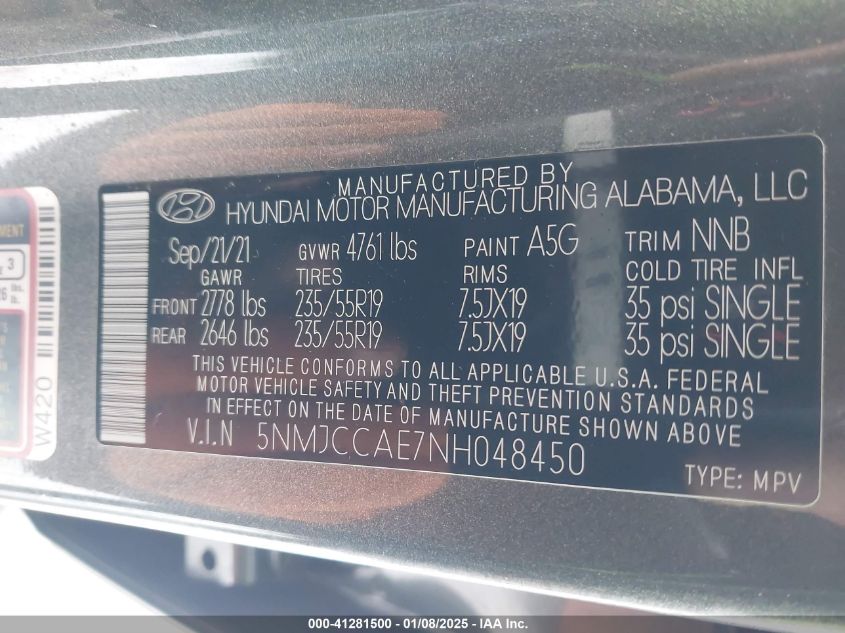 MANUFACTURED BY
HYUNDAI MOTOR MANUFACTURING ALABAMA, LLC
Sep/21/21 GVWR 4761 lbs PAINT A5G TRIM NNB
GAWR TIRES RIMS COLD TIRE INFL
FRONT 2778 lbs 235/55R19 7.5JX19 35 psi SINGLE
REAR 2646 lbs 235/55R19 7.5JX19 35 psi SINGLE
THIS VEHICLE CONFORMS TO ALL APPLICABLE U.S.A. FEDERAL
MOTOR VEHICLE SAFETY AND THEFT PREVENTION STANDARDS
IN EFFECT ON THE DATE OF MANUFACTURE SHOWN ABOVE
V.I.N 5NMJCCAE7NH048450
TYPE: MPV
3
lbs.
W420
000-41281500 - 01/08/2025 - IAA Inc.